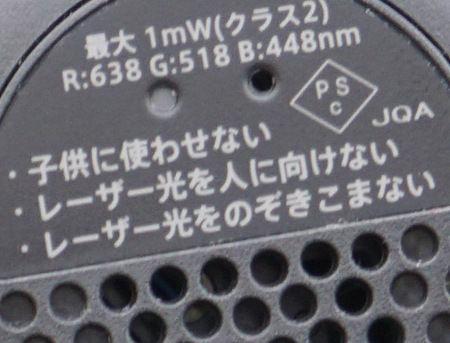 最大 1mW(クラス2)
R:638 G:518 B:448nm
PS
C
JQA
・子供に使わせない
・レーザー光を人に向けない
・レーザー光をのぞきこまない